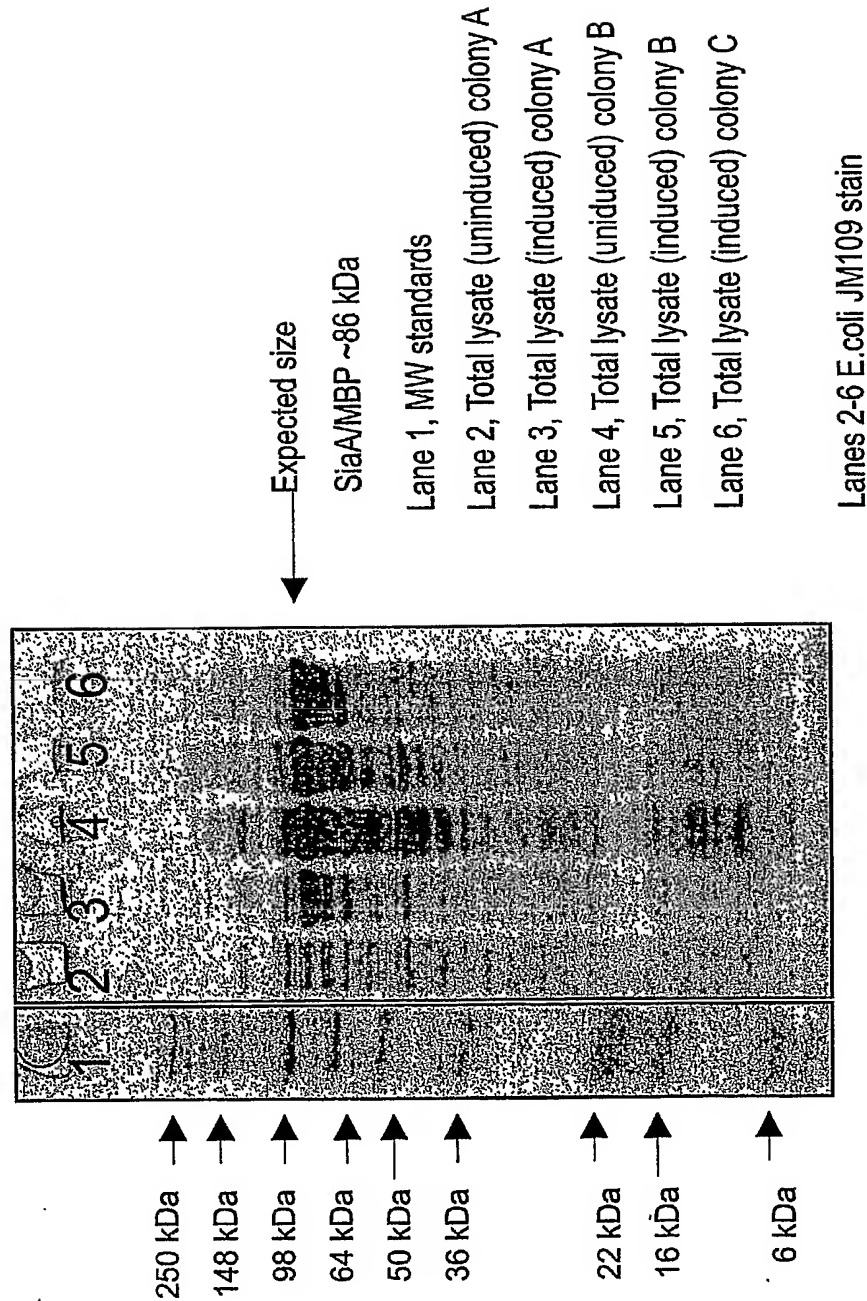 250 kDa
148 kDa
98 kDa
64 kDa
50 kDa
36 kDa
22 kDa
16 kDa
6 kDa
1
2
3
4
5
6
Expected size
SiaA/MBP ~86 kDa
Lane 1, MW standards
Lane 2, Total lysate (uninduced) colony A
Lane 3, Total lysate (induced) colony A
Lane 4, Total lysate (uniduced) colony B
Lane 5, Total lysate (induced) colony B
Lane 6, Total lysate (induced) colony C
Lanes 2-6 E.coli JM109 stain